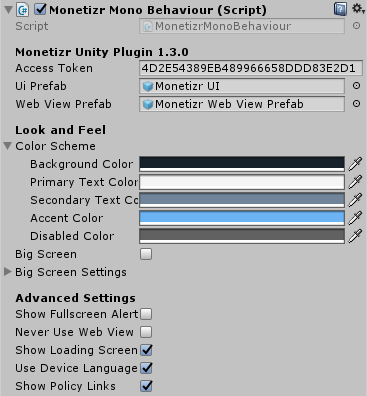 Monetizr Mono Behaviour (Script)
Script MonetizrMonoBehaviour
Monetizr Unity Plugin 1.3.0
Access Token 4D2E54389EB489966658DDD83E2D1
Ui Prefab Monetizr UI
Web View Prefab Monetizr Web View Prefab
Look and Feel
Color Scheme
Background Color
Primary Text Color
Secondary Text Co
Accent Color
Disabled Color
Big Screen
Big Screen Settings
Advanced Settings
Show Fullscreen Alert
Never Use Web View
Show Loading Screen
Use Device Language
Show Policy Links